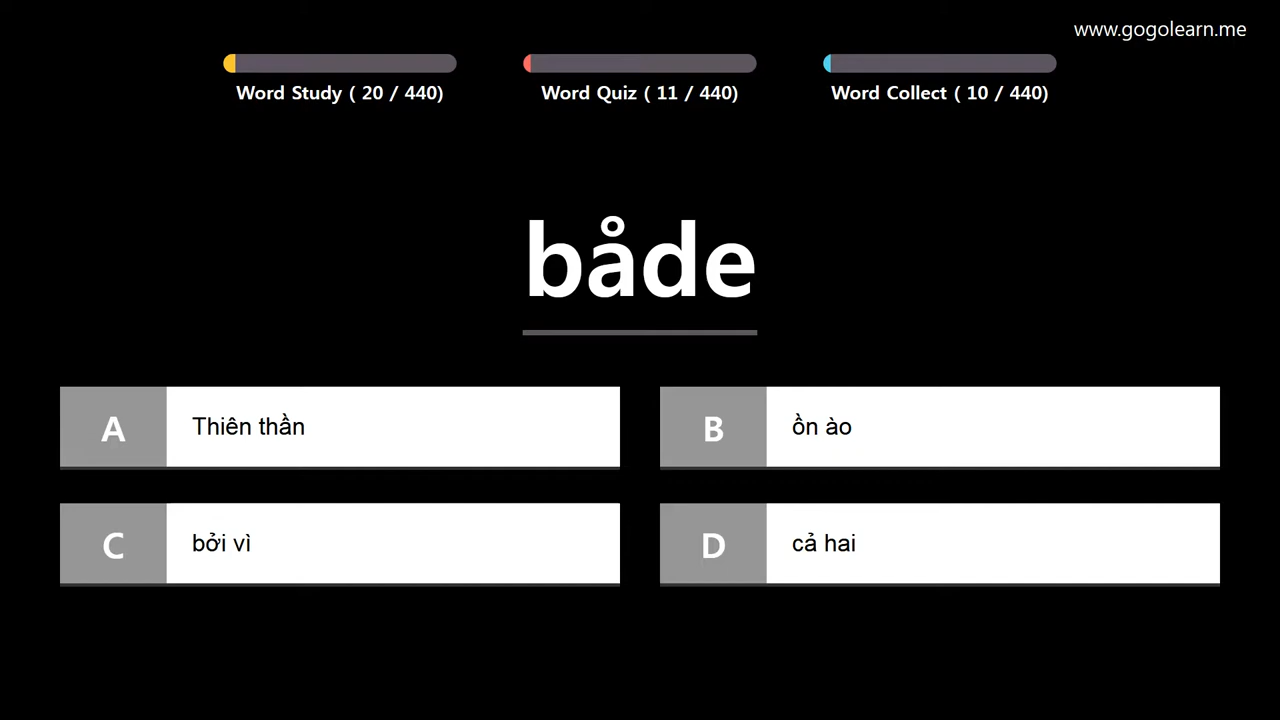 www.gogolearn.me
Word Study ( 20 / 440)
Word Quiz ( 11 / 440)
Word Collect ( 10 / 440)
både
A Thiên thần
B ồn ào
C bởi vì
D cả hai